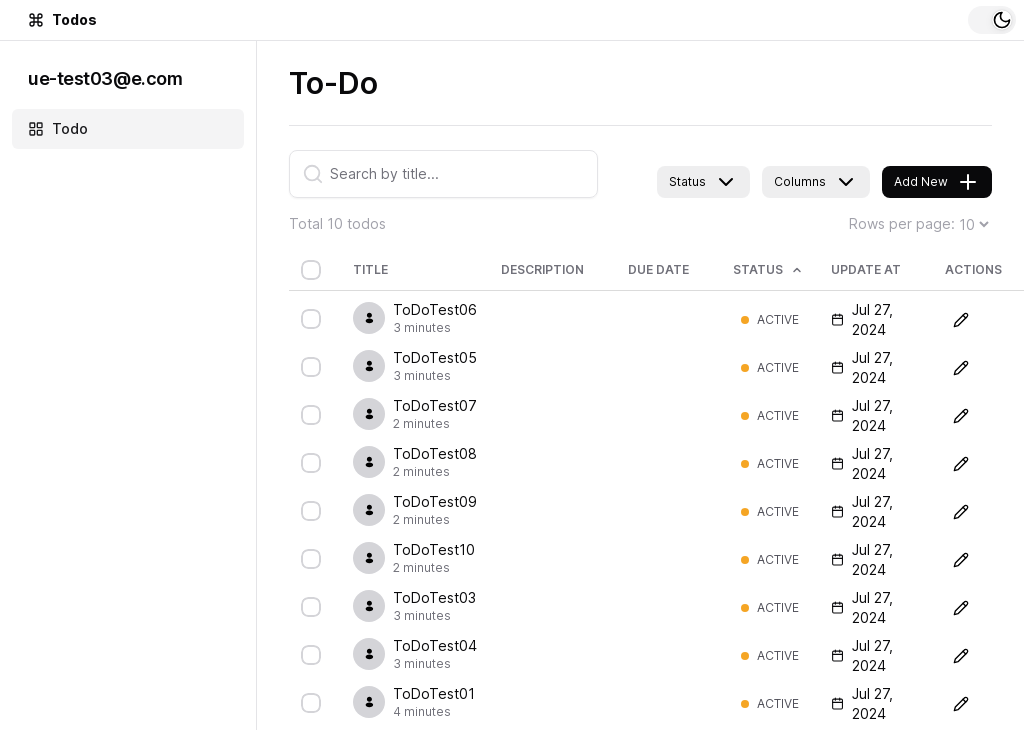 Todos
ue-test03@e.com
Todo
To-Do
Search by title...
Status
Columns
Add New
Total 10 todos
Rows per page: 10
TITLE DESCRIPTION DUE DATE STATUS UPDATE AT ACTIONS
ToDoTest06
3 minutes
ACTIVE
Jul 27,
2024
ToDoTest05
3 minutes
ACTIVE
Jul 27,
2024
ToDoTest07
2 minutes
ACTIVE
Jul 27,
2024
ToDoTest08
2 minutes
ACTIVE
Jul 27,
2024
ToDoTest09
2 minutes
ACTIVE
Jul 27,
2024
ToDoTest10
2 minutes
ACTIVE
Jul 27,
2024
ToDoTest03
3 minutes
ACTIVE
Jul 27,
2024
ToDoTest04
3 minutes
ACTIVE
Jul 27,
2024
ToDoTest01
4 minutes
ACTIVE
Jul 27,
2024